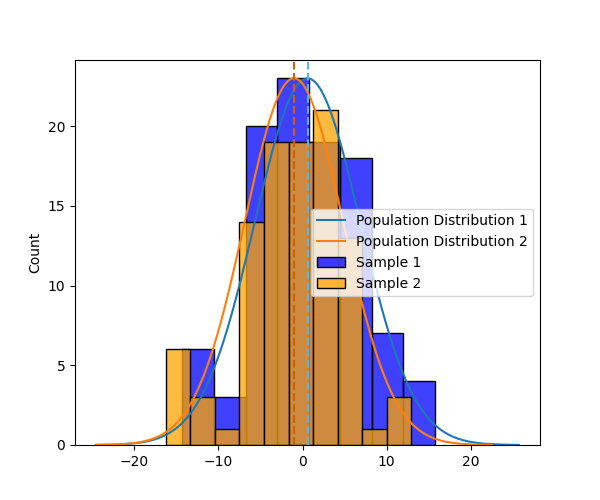 20
15
10
5
0
Count
Population Distribution 1
Population Distribution 2
Sample 1
Sample 2
−20 −10 0 10 20